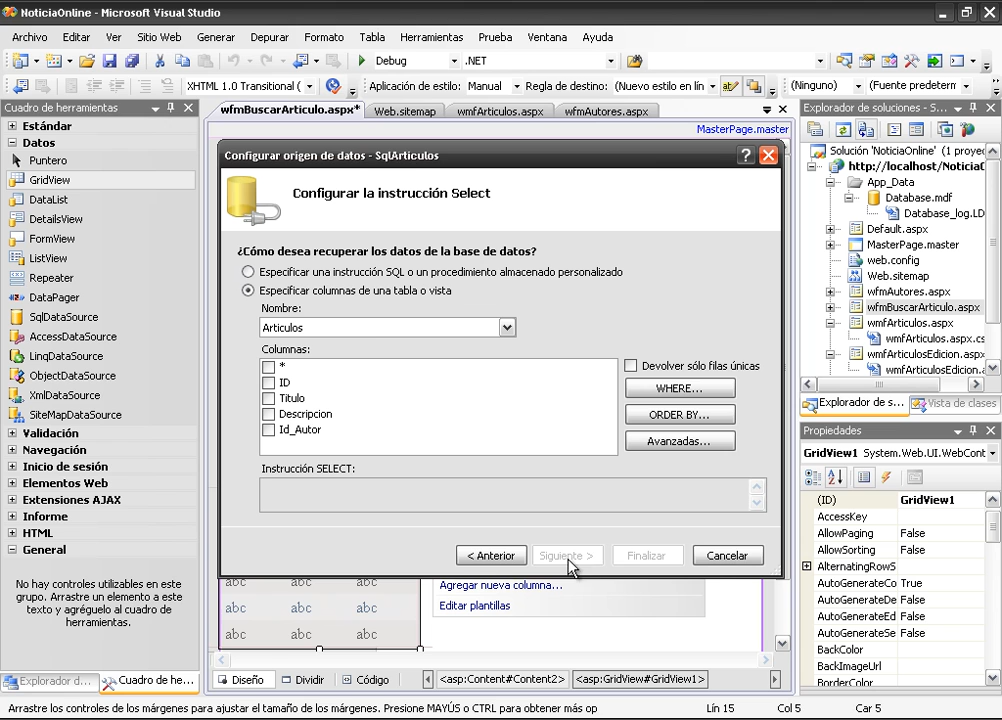 NoticiaOnline - Microsoft Visual Studio
Archivo Editar Ver Sitio Web Generar Depurar Formato Tabla Herramientas Prueba Ventana Ayuda
Debug .NET
XHTML 1.0 Transitional ( Aplicación de estilo: Manual Regla de destino: (Nuevo estilo en lín (Ninguno) (Fuente predeterm
Cuadro de herramientas
Estándar
Datos
Puntero
GridView
DataList
DetailsView
FormView
ListView
Repeater
DataPager
SqlDataSource
AccessDataSource
LinqDataSource
ObjectDataSource
XmlDataSource
SiteMapDataSource
Validación
Navegación
Inicio de sesión
Elementos Web
Extensiones AJAX
Informe
HTML
General
No hay controles utilizables en este
grupo. Arrastre un elemento a este
texto y agréguelo al cuadro de
herramientas.
Explorador d...
Cuadro de he...
wfmBuscarArticulo.aspx* Web.sitemap wmfArticulos.aspx wfmAutores.aspx
MasterPage.master
Configurar origen de datos - SqlArticulos
Configurar la instrucción Select
¿Cómo desea recuperar los datos de la base de datos?
Especificar una instrucción SQL o un procedimiento almacenado personalizado
Especificar columnas de una tabla o vista
Nombre:
Articulos
Columnas:
*
ID
Titulo
Descripcion
Id_Autor
Devolver sólo filas únicas
WHERE...
ORDER BY...
Avanzadas...
Instrucción SELECT:
< Anterior Siguiente > Finalizar Cancelar
abc abc abc
abc abc abc
abc abc abc
Agregar nueva columna...
Editar plantillas
Diseño Dividir Código <asp:Content#Content2> <asp:GridView#GridView1>
Explorador de soluciones - S...
Solución 'NoticiaOnline' (1 proyec
http://localhost/NoticiaO
App_Data
Database.mdf
Database_log.LD
Default.aspx
MasterPage.master
web.config
Web.sitemap
wfmAutores.aspx
wfmBuscarArticulo.aspx
wmfArticulos.aspx
wmfArticulos.aspx.cs
wmfArticulosEdicion.aspx
wmfArticulosEdicion.a
Explorador de s...
Vista de clases
Propiedades
GridView1 System.Web.UI.WebCont
(ID) GridView1
AccessKey
AllowPaging False
AllowSorting False
AlternatingRowS
AutoGenerateCo True
AutoGenerateDe False
AutoGenerateEd False
AutoGenerateSe False
BackColor
BackImageUrl
BorderColor
Arrastre los controles de los márgenes para ajustar el tamaño de los márgenes. Presione MAYÚS o CTRL para obtener más op Lín 15 Col 5 Car 5